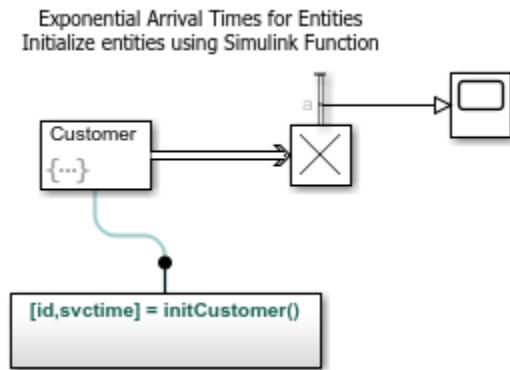 Exponential Arrival Times for Entities
Initialize entities using Simulink Function
a
Customer
{...}
[id,svctime] = initCustomer()